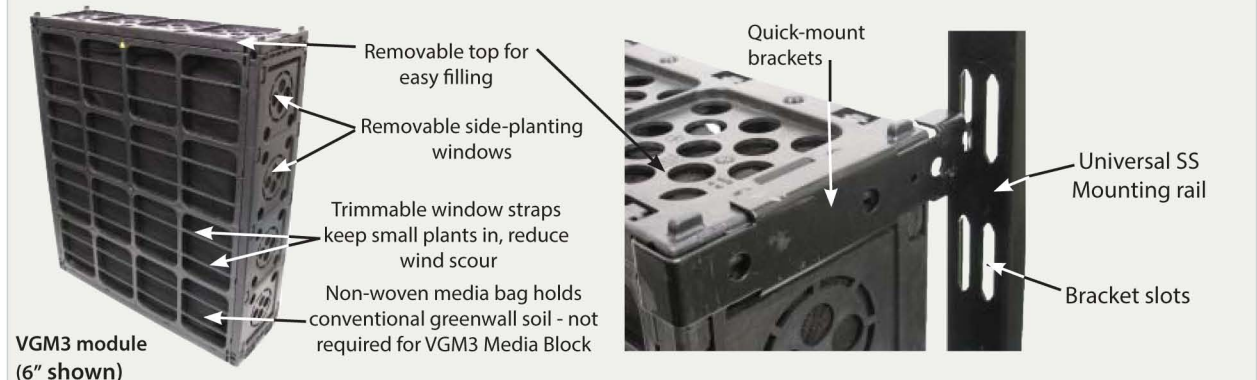 Removable top for
easy filling
Removable side-planting
windows
Trimmable window straps
keep small plants in, reduce
wind scour
Non-woven media bag holds
conventional greenwall soil - not
required for VGM3 Media Block
VGM3 module
(6” shown)
Quick-mount
brackets
Universal SS
Mounting rail
Bracket slots